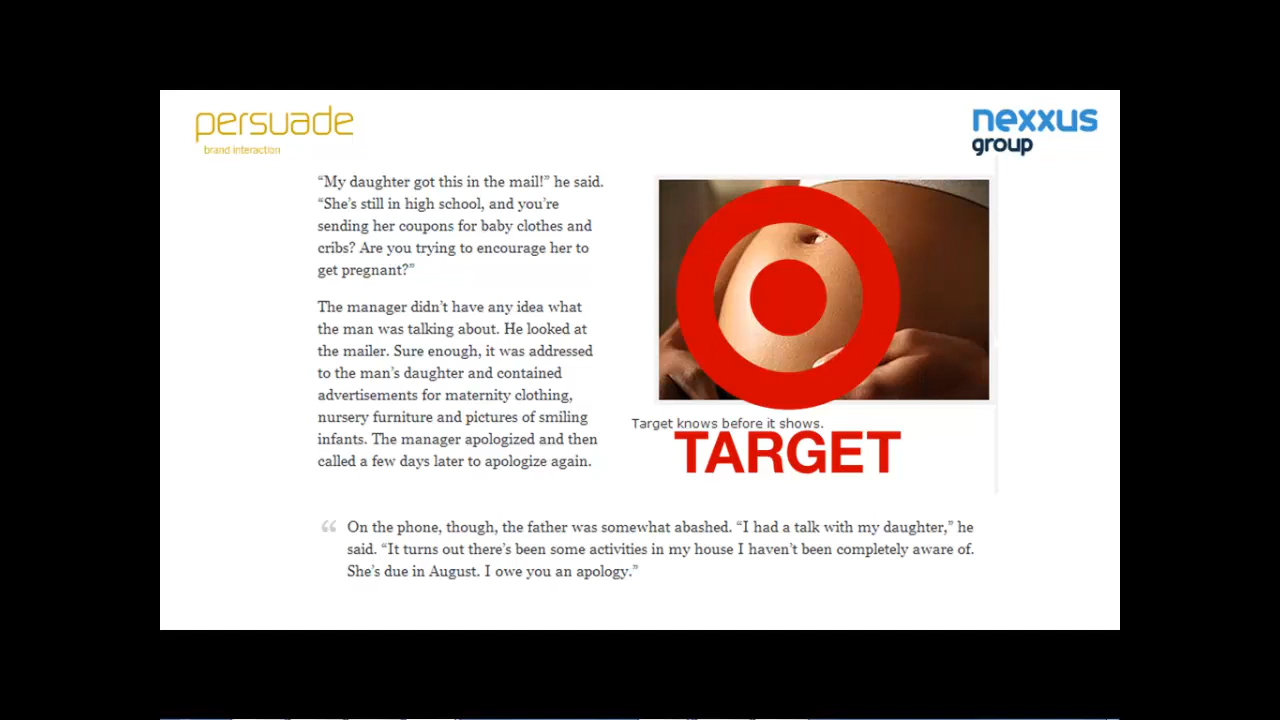 persuade
brand interaction
nexxus
group
“My daughter got this in the mail!” he said.
“She’s still in high school, and you’re
sending her coupons for baby clothes and
cribs? Are you trying to encourage her to
get pregnant?”
The manager didn’t have any idea what
the man was talking about. He looked at
the mailer. Sure enough, it was addressed
to the man’s daughter and contained
advertisements for maternity clothing,
nursery furniture and pictures of smiling
infants. The manager apologized and then
called a few days later to apologize again.
Target knows before it shows.
TARGET
“ On the phone, though, the father was somewhat abashed. “I had a talk with my daughter,” he
said. “It turns out there’s been some activities in my house I haven’t been completely aware of.
She’s due in August. I owe you an apology.”